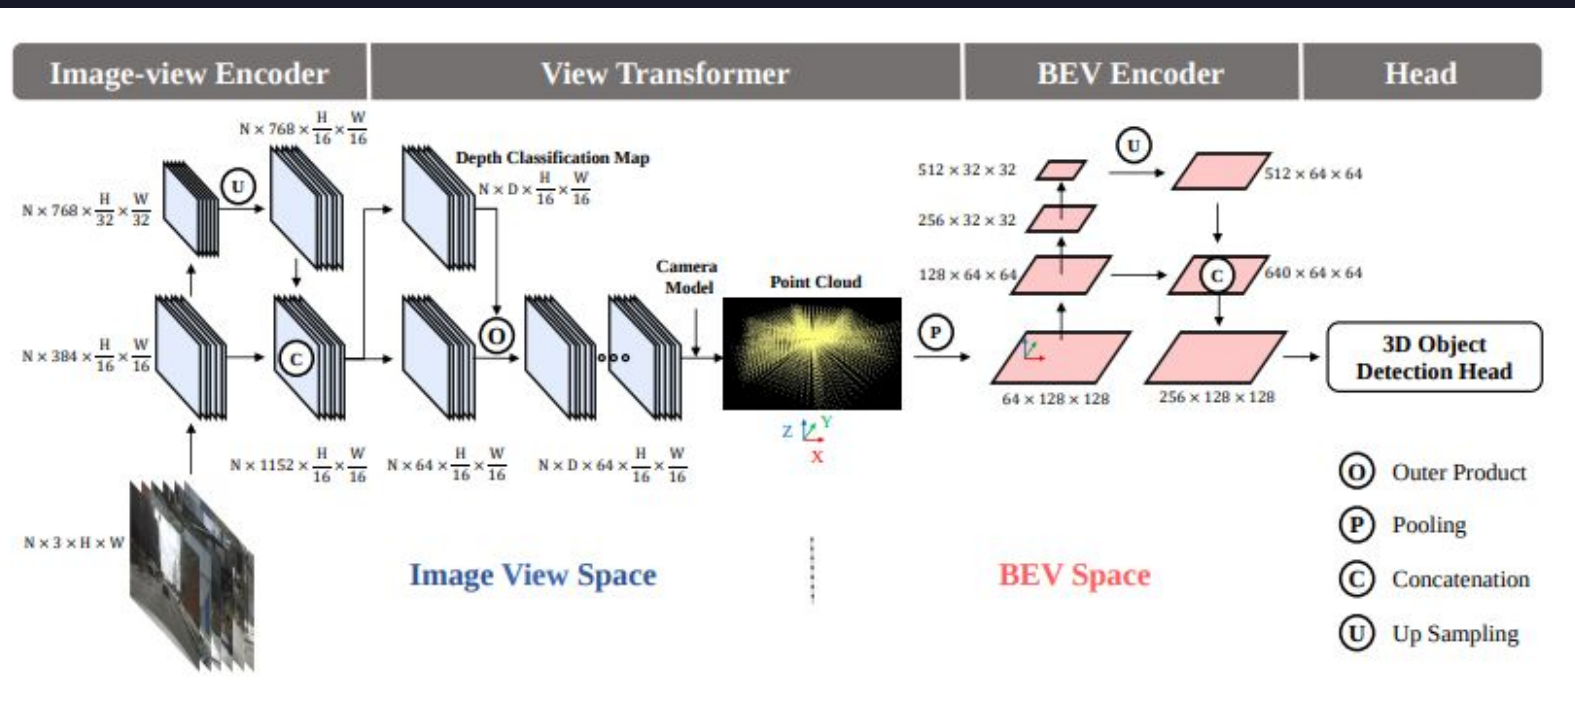 Image-view Encoder
View Transformer
BEV Encoder
Head
N × 768 × H/16 × W/16
N × 768 × H/32 × W/32
U
N × 384 × H/16 × W/16
C
N × 1152 × H/16 × W/16
N × 3 × H × W
Depth Classification Map
N × D × H/16 × W/16
O
N × 64 × H/16 × W/16
N × D × 64 × H/16 × W/16
Camera
Model
Point Cloud
Z
Y
X
P
512 × 32 × 32
256 × 32 × 32
128 × 64 × 64
64 × 128 × 128
U
512 × 64 × 64
C
640 × 64 × 64
256 × 128 × 128
3D Object
Detection Head
Image View Space
BEV Space
O Outer Product
P Pooling
C Concatenation
U Up Sampling